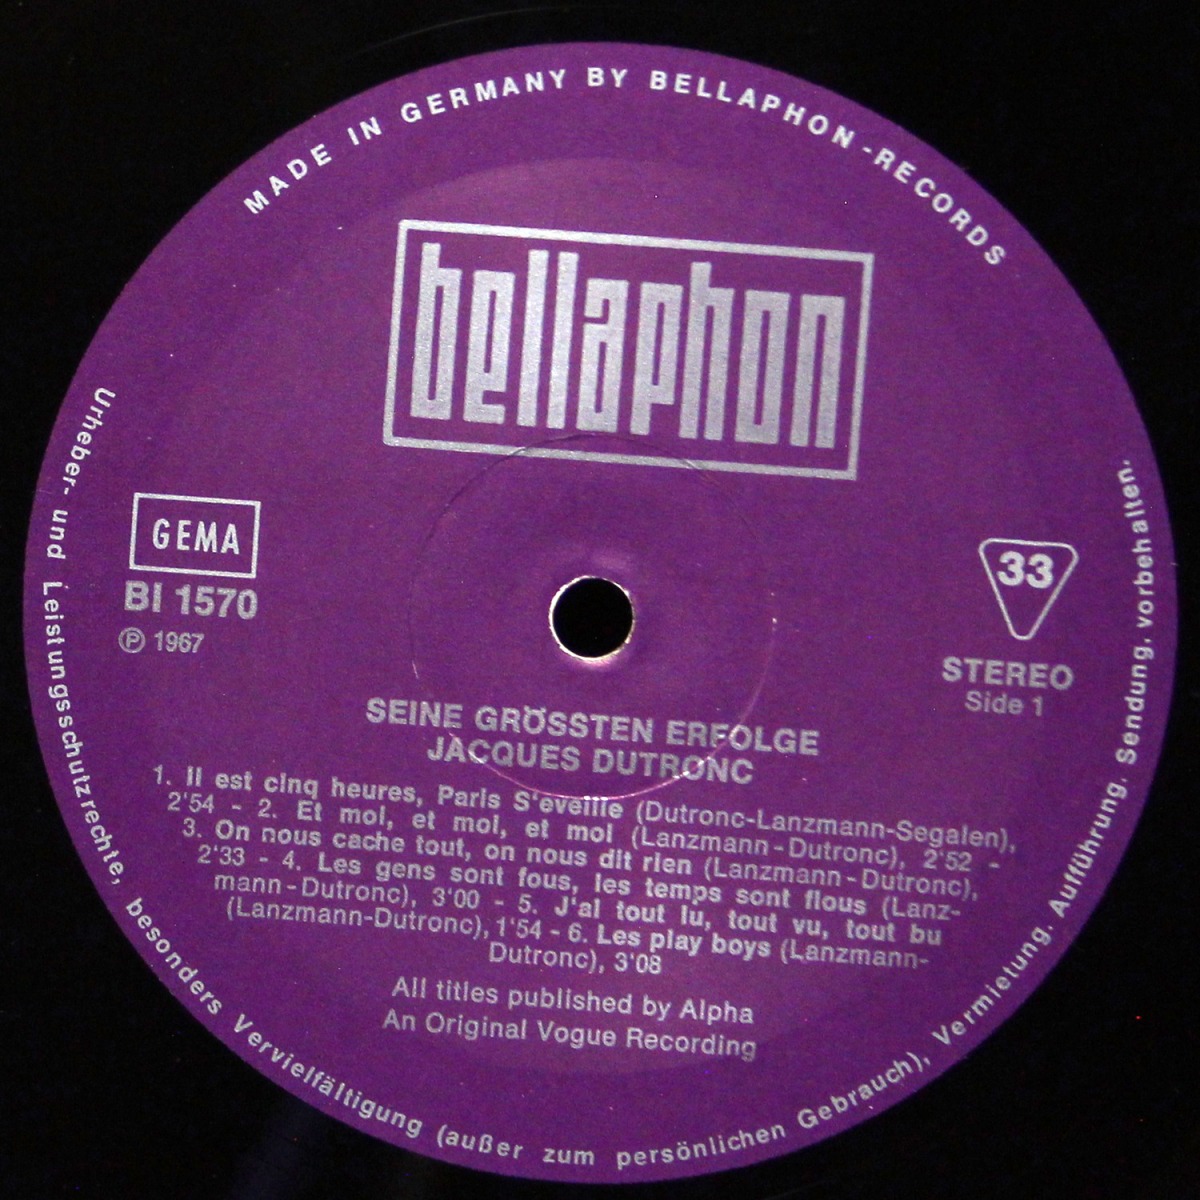 MADE IN GERMANY BY BELLAPHON-RECORDS
bellaphon
GEMA
BI 1570
Ⓟ 1967
33
STEREO
Side 1
SEINE GRÖSSTEN ERFOLGE
JACQUES DUTRONC
1. Il est cinq heures, Paris S'eveille (Dutronc-Lanzmann-Segalen),
2'54 - 2. Et moi, et moi, et moi (Lanzmann-Dutronc), 2'52 -
3. On nous cache tout, on nous dit rien (Lanzmann-Dutronc),
2'33 - 4. Les gens sont fous, les temps sont flous (Lanz-
mann-Dutronc), 3'00 - 5. J'ai tout lu, tout vu, tout bu
(Lanzmann-Dutronc), 1'54 - 6. Les play boys (Lanzmann-
Dutronc), 3'08
All titles published by Alpha
An Original Vogue Recording
Urheber- und Leistungsschutzrechte, besonders Vervielfältigung (außer zum persönlichen Gebrauch), Vermietung. Aufführung. Sendung, vorbehalten.